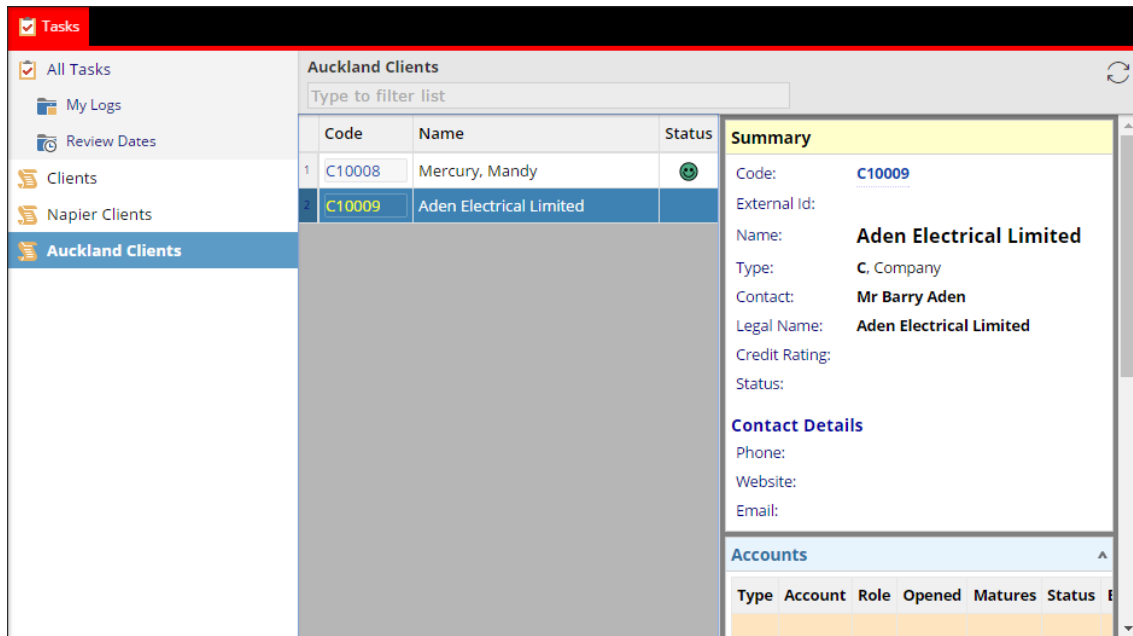 Tasks
All Tasks
My Logs
Review Dates
Clients
Napier Clients
Auckland Clients
Auckland Clients
Type to filter list
Code Name Status
1 C10008 Mercury, Mandy
2 C10009 Aden Electrical Limited
Summary
Code: C10009
External Id:
Name: Aden Electrical Limited
Type: C, Company
Contact: Mr Barry Aden
Legal Name: Aden Electrical Limited
Credit Rating:
Status:
Contact Details
Phone:
Website:
Email:
Accounts
Type Account Role Opened Matures Status